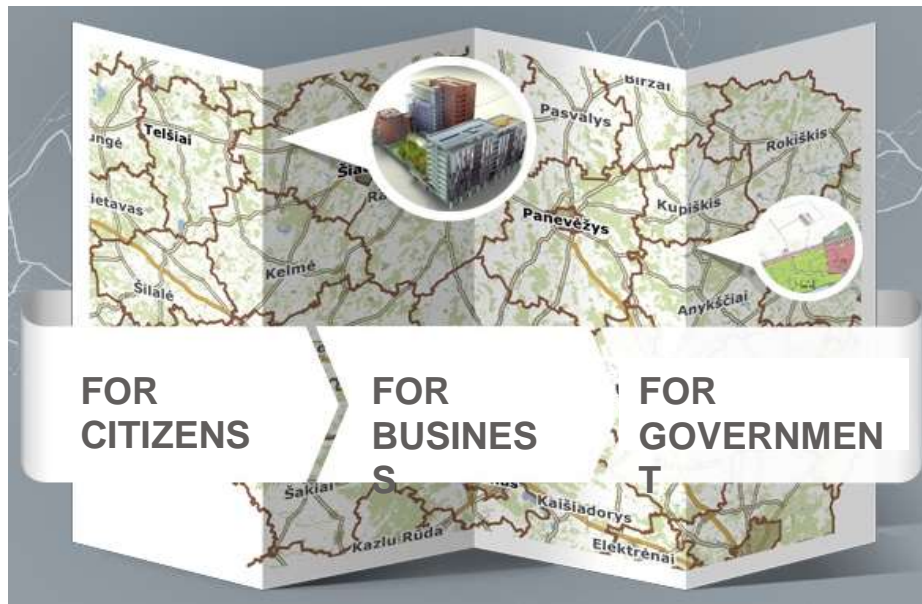 Biržai
Pasvalys
Telšiai
Rokiškis
Kupiškis
Panevėžys
Kelmė
Šilalė
Anykščiai
FOR
CITIZENS
FOR
BUSINES
S
FOR
GOVERNMEN
T
Šakiai
Kaišiadorys
Kazlų Rūda
Elektrėnai